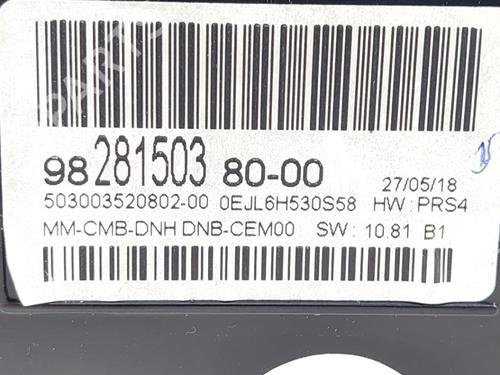 98 281503 80-00
27/05/18
503003520802-00 0EJL6H530S58 HW: PRS4
MM-CMB-DNH DNB-CEM00 SW: 10.81 B1